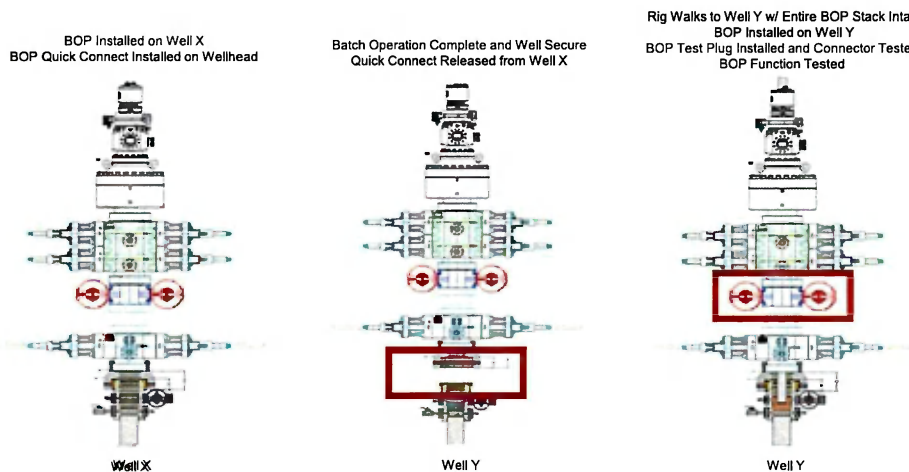 BOP Installed on Well X
BOP Quick Connect Installed on Wellhead
Batch Operation Complete and Well Secure
Quick Connect Released from Well X
Rig Walks to Well Y w/ Entire BOP Stack Inta
BOP Installed on Well Y
BOP Test Plug Installed and Connector Teste
BOP Function Tested
Well X
Well Y
Well Y